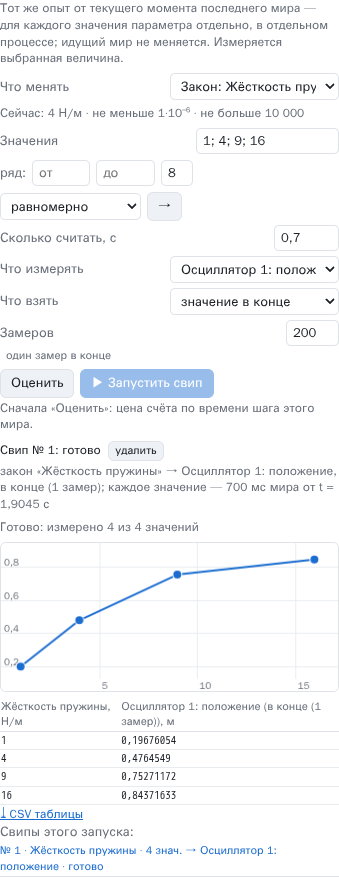 Тот же опыт от текущего момента последнего мира —
для каждого значения параметра отдельно, в отдельном
процессе; идущий мир не меняется. Измеряется
выбранная величина.
Что менять
Закон: Жёсткость пру
Сейчас: 4 Н/м · не меньше 1·10⁻⁶ · не больше 10 000
Значения
1; 4; 9; 16
ряд:
от
до
8
равномерно
→
Сколько считать, с
0,7
Что измерять
Осциллятор 1: полож
Что взять
значение в конце
Замеров
200
один замер в конце
Оценить
▶ Запустить свип
Сначала «Оценить»: цена счёта по времени шага этого
мира.
Свип № 1: готово
удалить
закон «Жёсткость пружины» → Осциллятор 1: положение,
в конце (1 замер); каждое значение — 700 мс мира от t =
1,9045 с
Готово: измерено 4 из 4 значений
0,8
0,6
0,4
0,2
5
10
15
Жёсткость пружины, Н/м
Осциллятор 1: положение (в конце (1 замер)), м
1 0,19676054
4 0,4764549
9 0,75271172
16 0,84371633
⤓ CSV таблицы
Свипы этого запуска:
№ 1 · Жёсткость пружины · 4 знач. → Осциллятор 1:
положение · готово